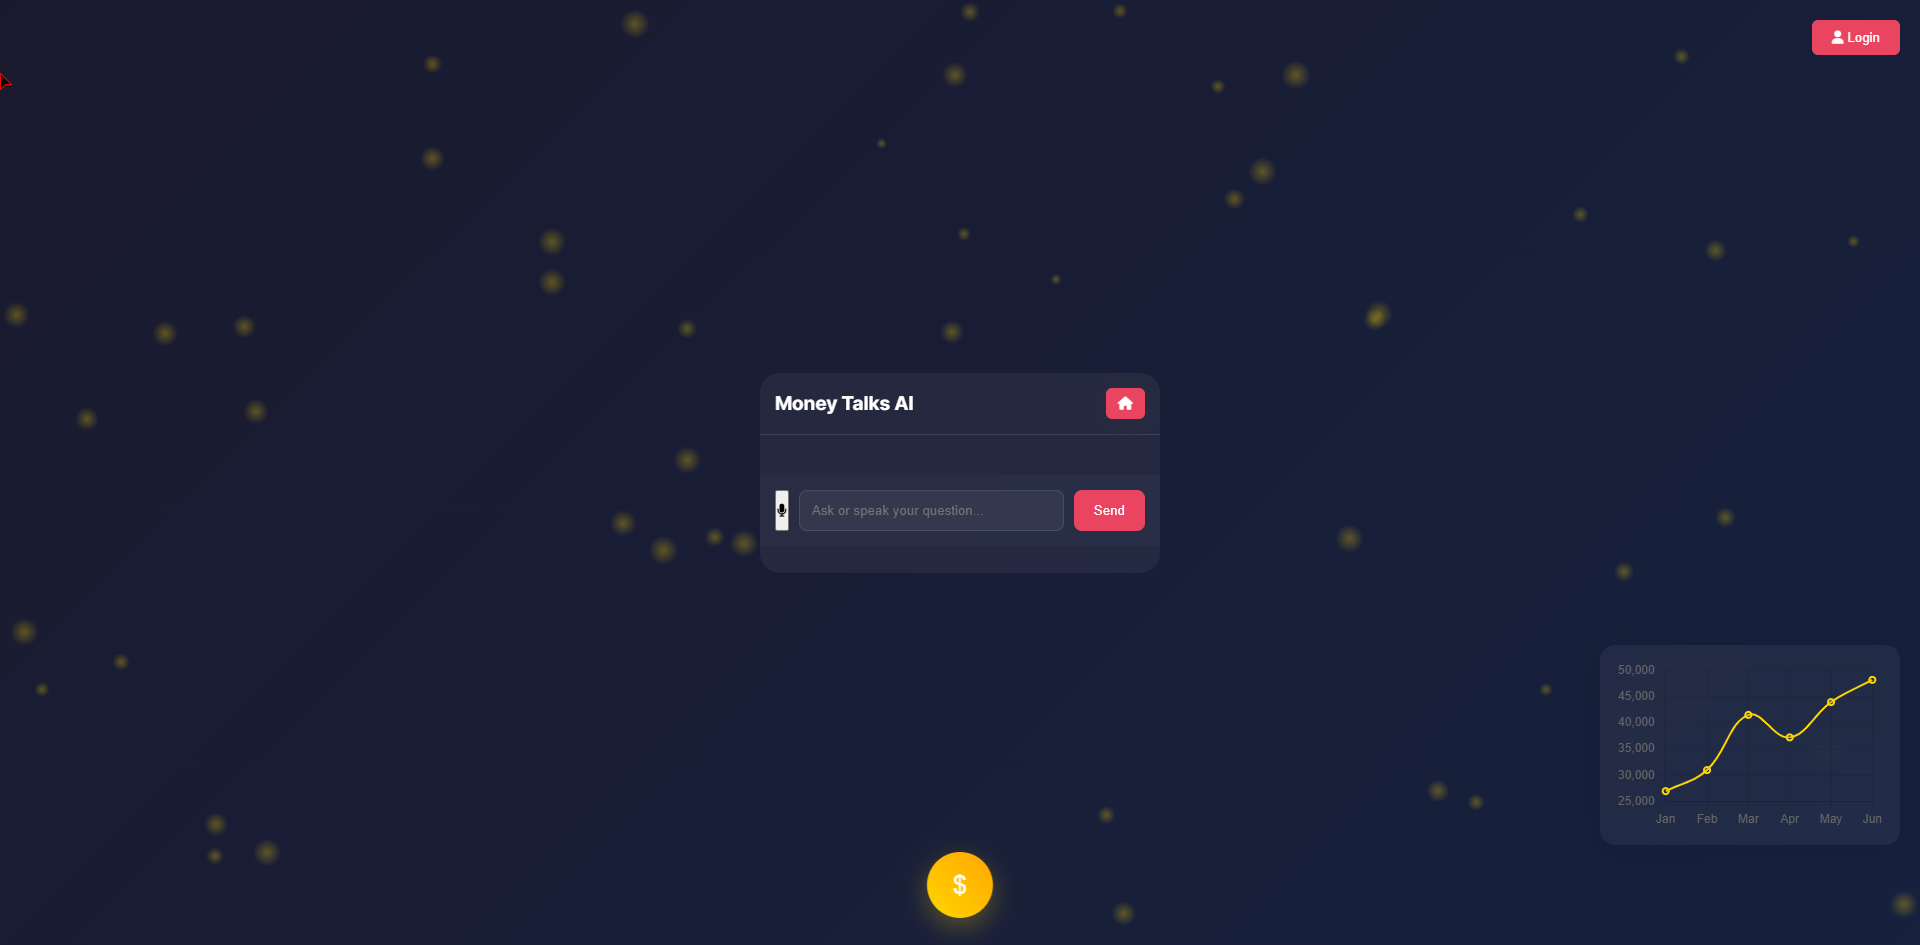 Login
Money Talks AI
Ask or speak your question...
Send
50,000
45,000
40,000
35,000
30,000
25,000
Jan Feb Mar Apr May Jun
$